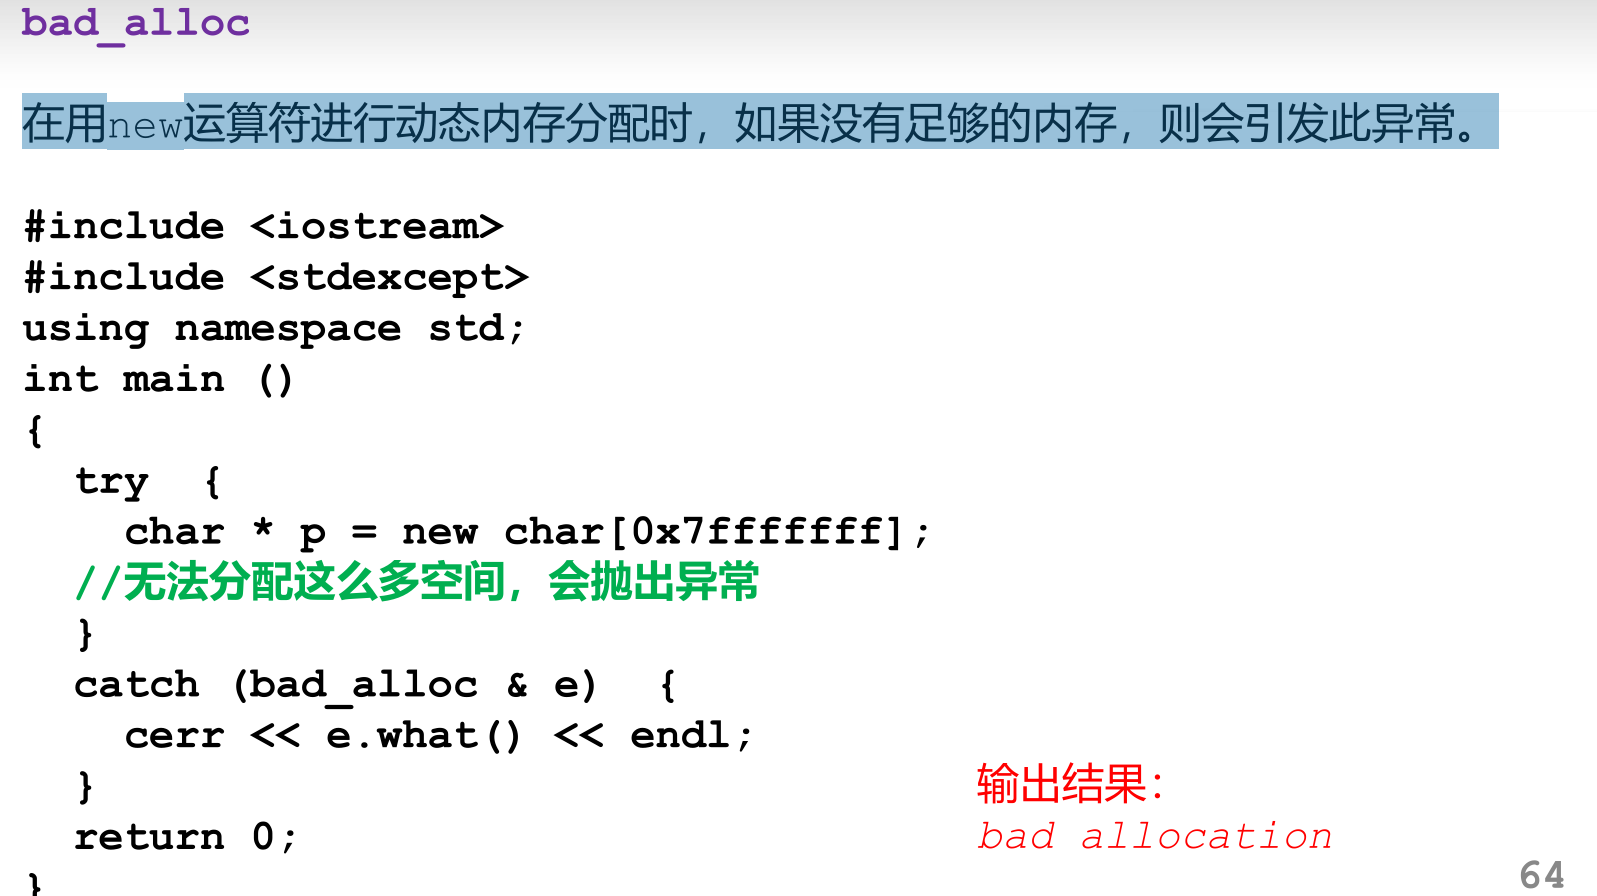 bad_alloc
在用new运算符进行动态内存分配时，如果没有足够的内存，则会引发此异常。
#include <iostream>
#include <stdexcept>
using namespace std;
int main ()
{
  try  {
    char * p = new char[0x7fffffff];
  //无法分配这么多空间，会抛出异常
  }
  catch (bad_alloc & e)  {
    cerr << e.what() << endl;
  }
  return 0;
}
输出结果：
bad allocation
64